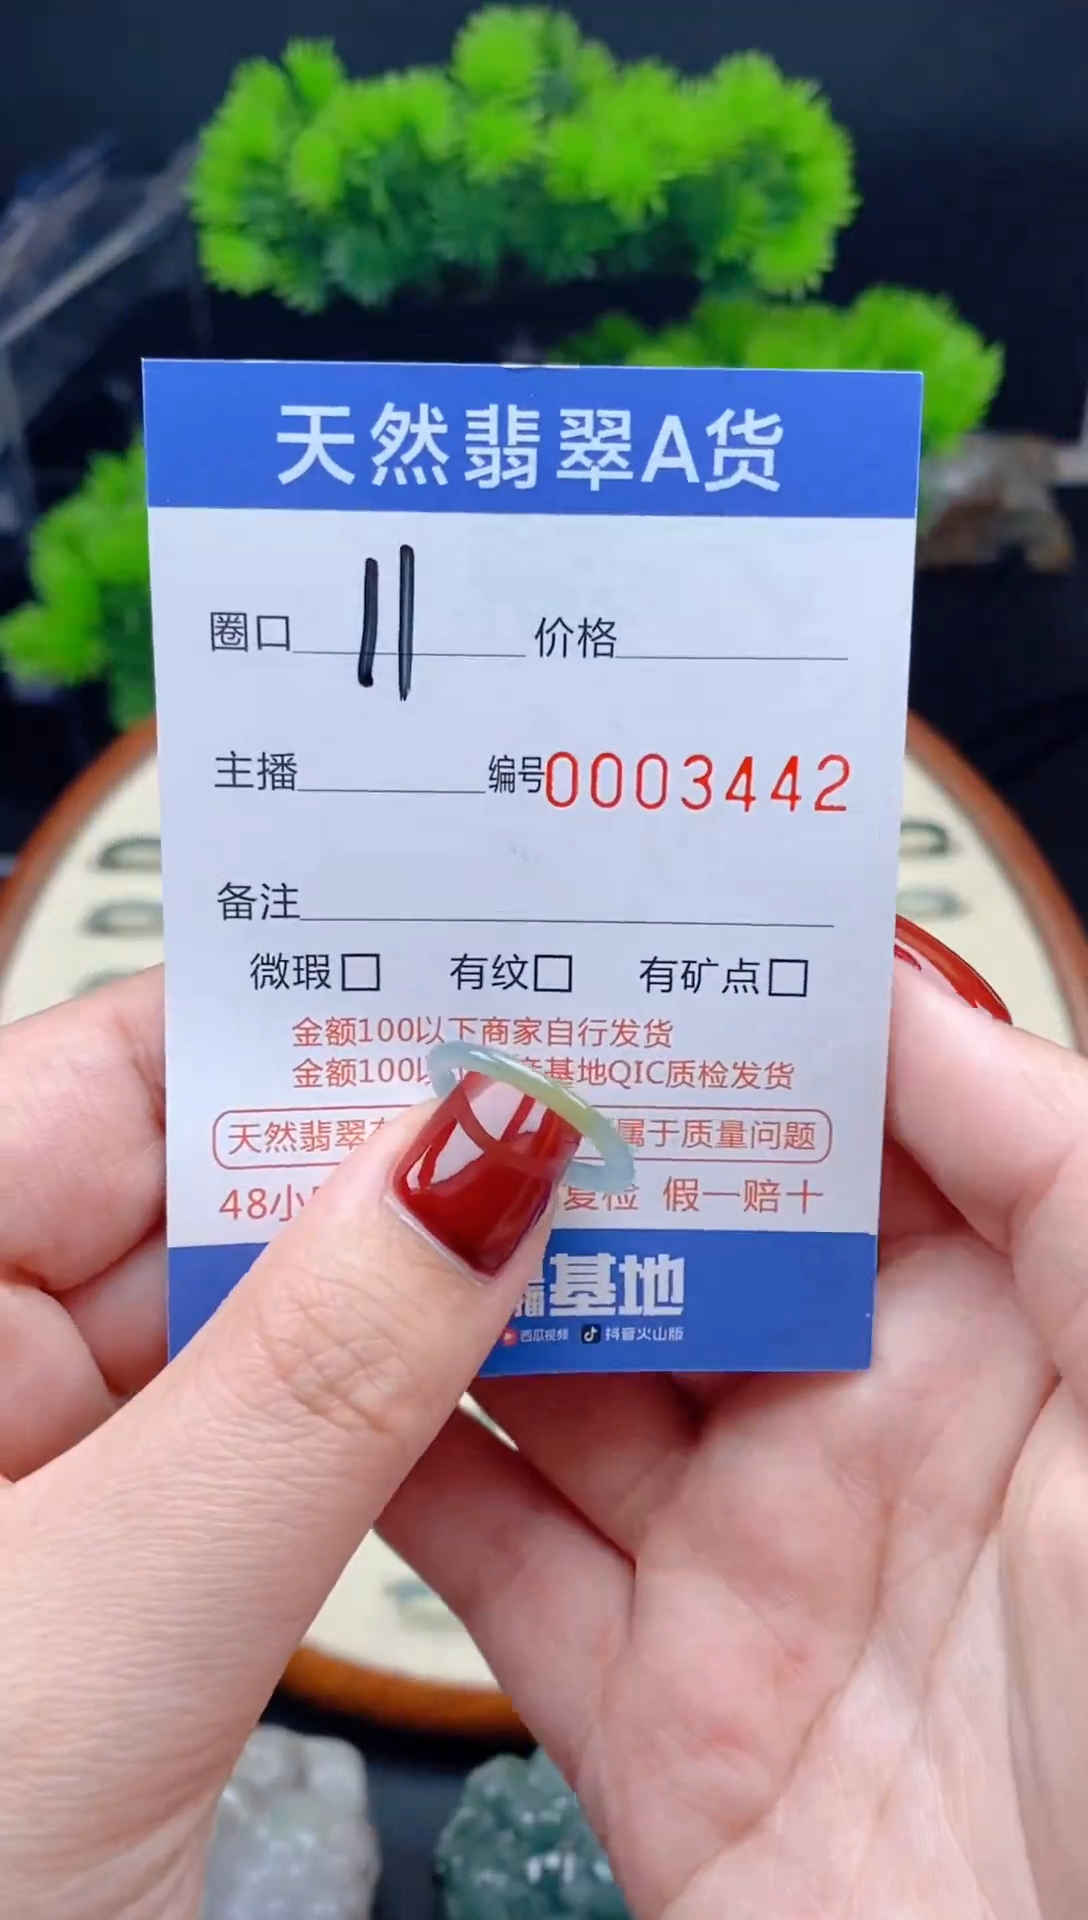 天然翡翠A货
圈口 11 价格
主播 编号0003442
备注
微瑕□ 有纹□ 有矿点□
金额100以下商家自行发货
金额100 基地QIC质检发货
天然翡翠 属于质量问题
48小 复检 假一赔十
播基地
西瓜视频 抖音火山版